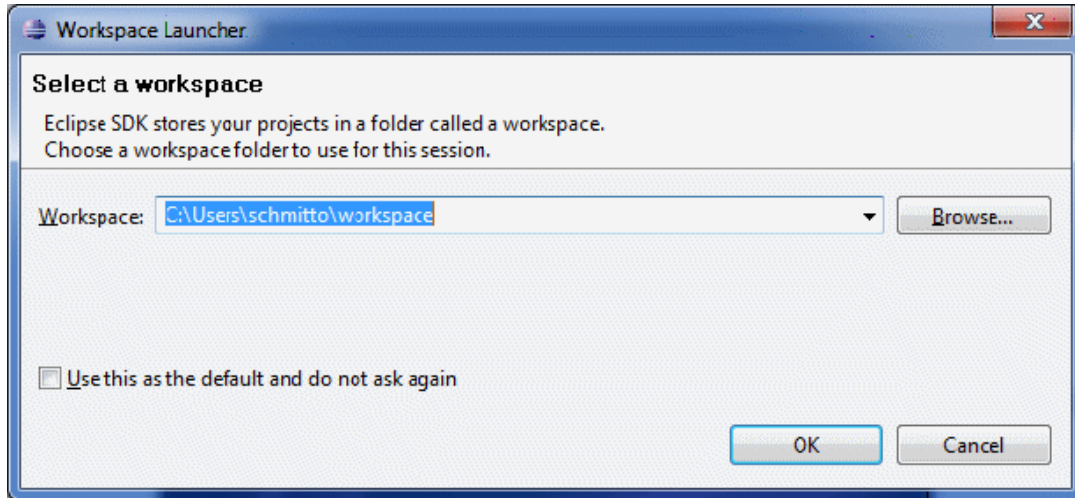 Workspace Launcher
Select a workspace
Eclipse SDK stores your projects in a folder called a workspace.
Choose a workspace folder to use for this session.
Workspace: C:\Users\schmitto\workspace Browse...
Use this as the default and do not ask again
OK Cancel